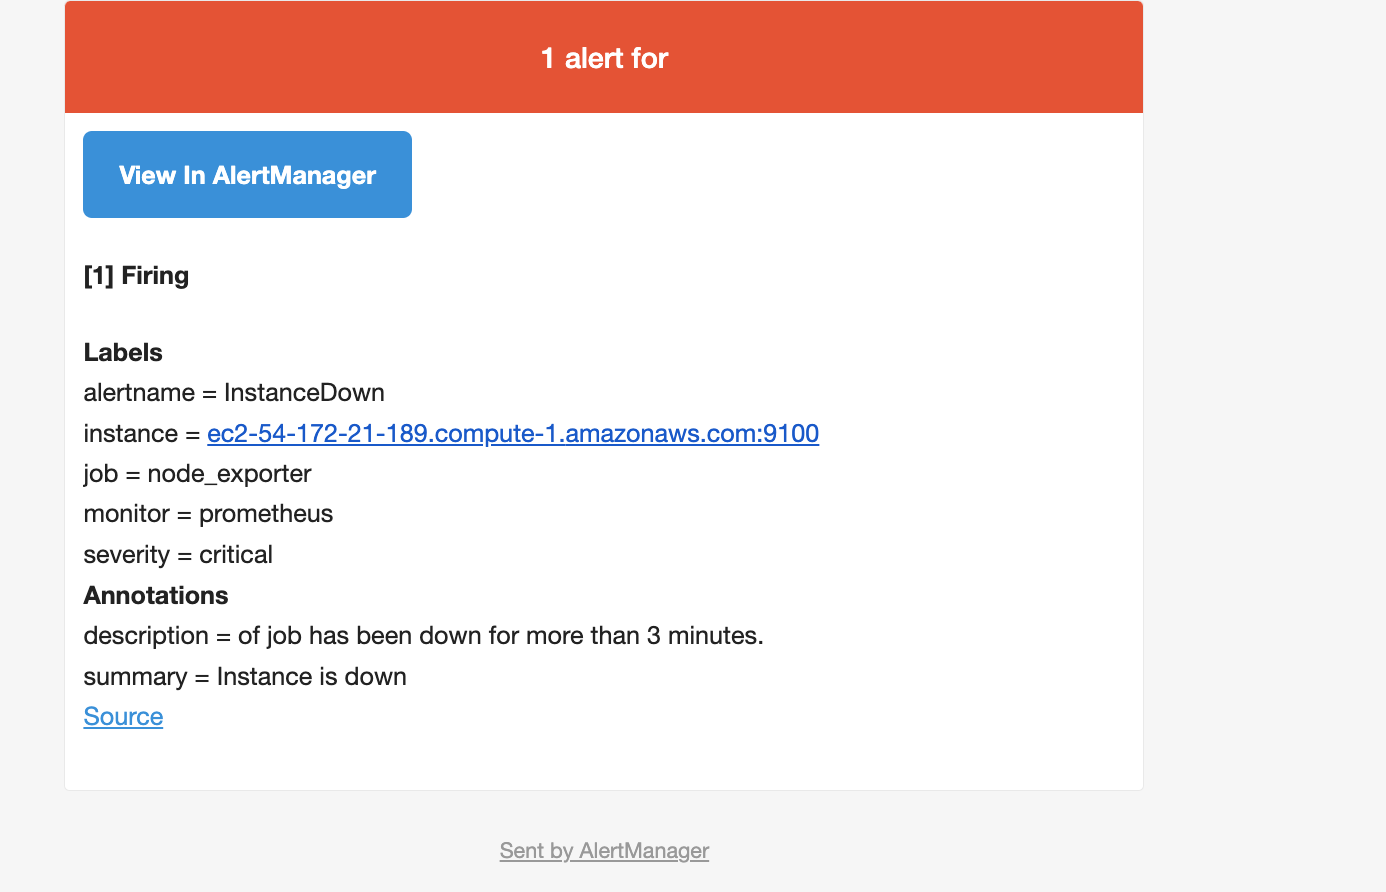 1 alert for
View In AlertManager
[1] Firing
Labels
alertname = InstanceDown
instance = ec2-54-172-21-189.compute-1.amazonaws.com:9100
job = node_exporter
monitor = prometheus
severity = critical
Annotations
description = of job has been down for more than 3 minutes.
summary = Instance is down
Source
Sent by AlertManager